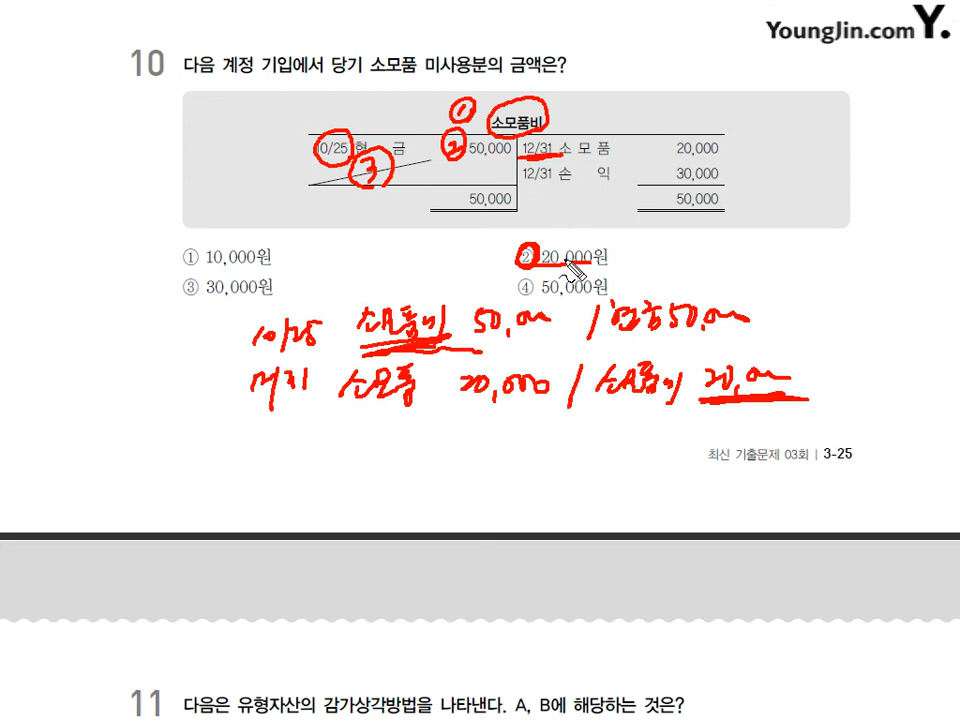 YoungJin.com Y.
10 다음 계정 기입에서 당기 소모품 미사용분의 금액은?
① 소모품비
10/25 현 금 ② 50,000 12/31 소 모 품 20,000
③ 12/31 손 익 30,000
50,000 50,000
① 10,000원 ② 20,000원
③ 30,000원 ④ 50,000원
10/25 소모품비 50,000 / 현금 50,000
소모품 20,000 / 소모품비 20,000
최신 기출문제 03회 | 3-25
11 다음은 유형자산의 감가상각방법을 나타낸다. A, B에 해당하는 것은?